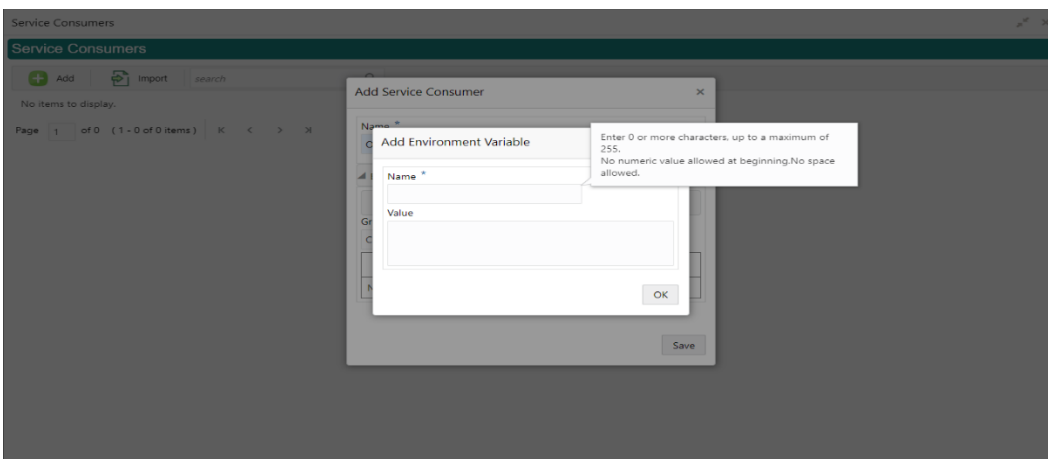 Service Consumers
Service Consumers
Add Import search
No items to display.
Page 1 of 0 (1 - 0 of 0 items) K < > >|
Add Service Consumer ×
Name *
Add Environment Variable
Enter 0 or more characters, up to a maximum of
255.
No numeric value allowed at beginning.No space
allowed.
Name *
Value
OK
Save